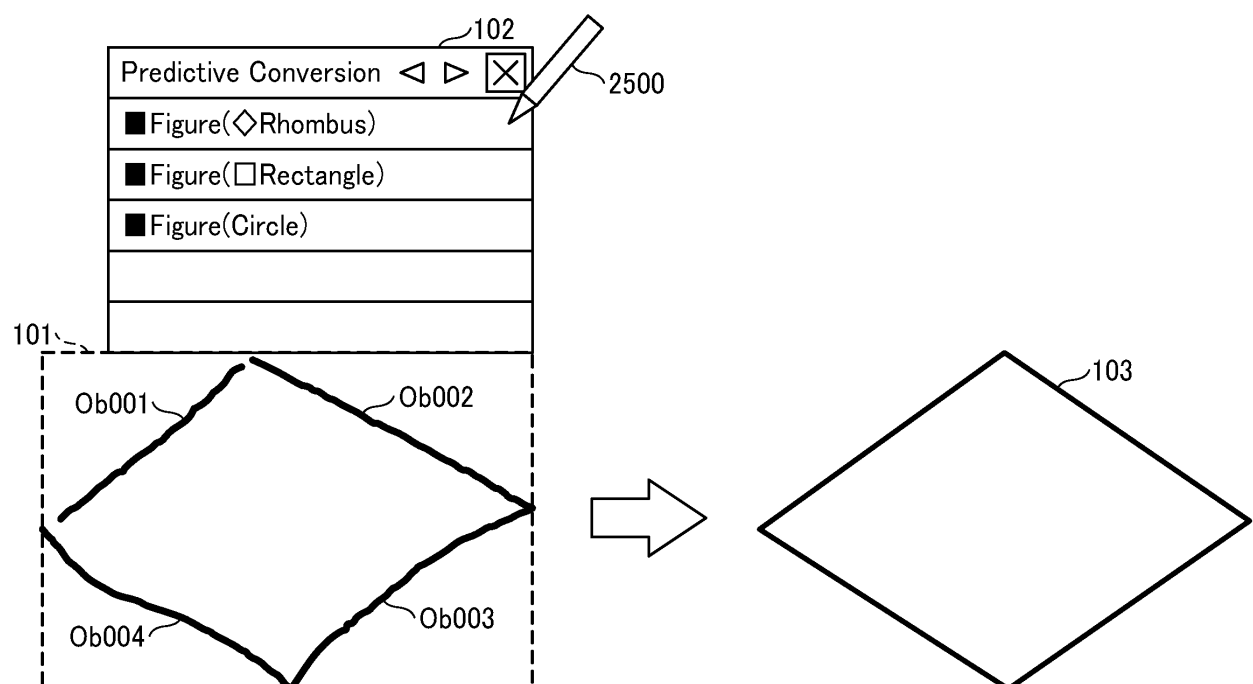 102
Predictive Conversion ◁ ▷ ☒
2500
■Figure(◇Rhombus)
■Figure(□Rectangle)
■Figure(Circle)
101
Ob001
Ob002
103
Ob003
Ob004